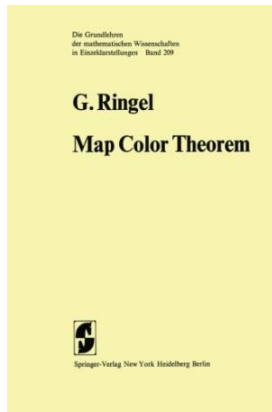 Die Grundlehren
der mathematischen Wissenschaften
in Einzeldarstellungen Band 209
G. Ringel
Map Color Theorem
Springer-Verlag New York Heidelberg Berlin